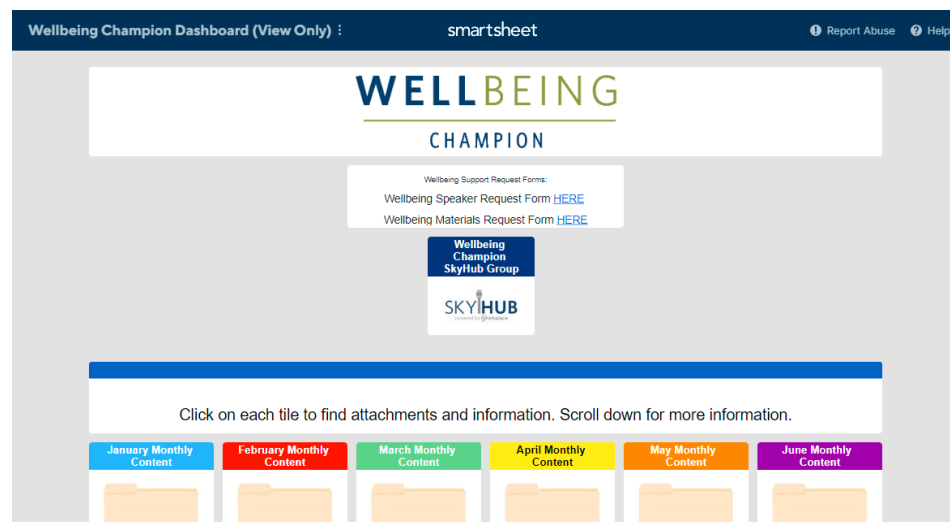 Wellbeing Champion Dashboard (View Only)
smartsheet
Report Abuse
Help
WELLBEING
CHAMPION
Wellbeing Support Request Forms:
Wellbeing Speaker Request Form HERE
Wellbeing Materials Request Form HERE
Wellbeing
Champion
SkyHub Group
SKYHUB
powered by workplace
Click on each tile to find attachments and information. Scroll down for more information.
January Monthly
Content
February Monthly
Content
March Monthly
Content
April Monthly
Content
May Monthly
Content
June Monthly
Content